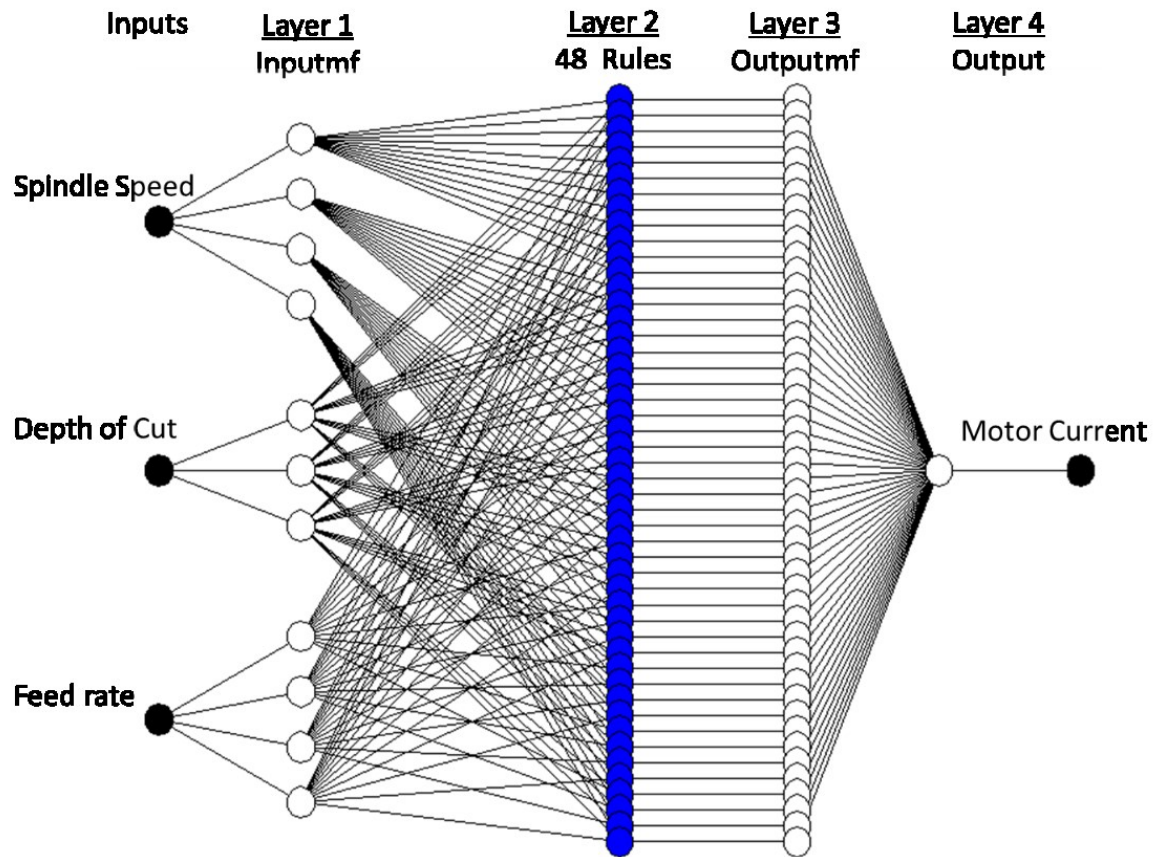 Inputs
Layer 1
Inputmf
Layer 2
48 Rules
Layer 3
Outputmf
Layer 4
Output
Spindle Speed
Depth of Cut
Motor Current
Feed rate